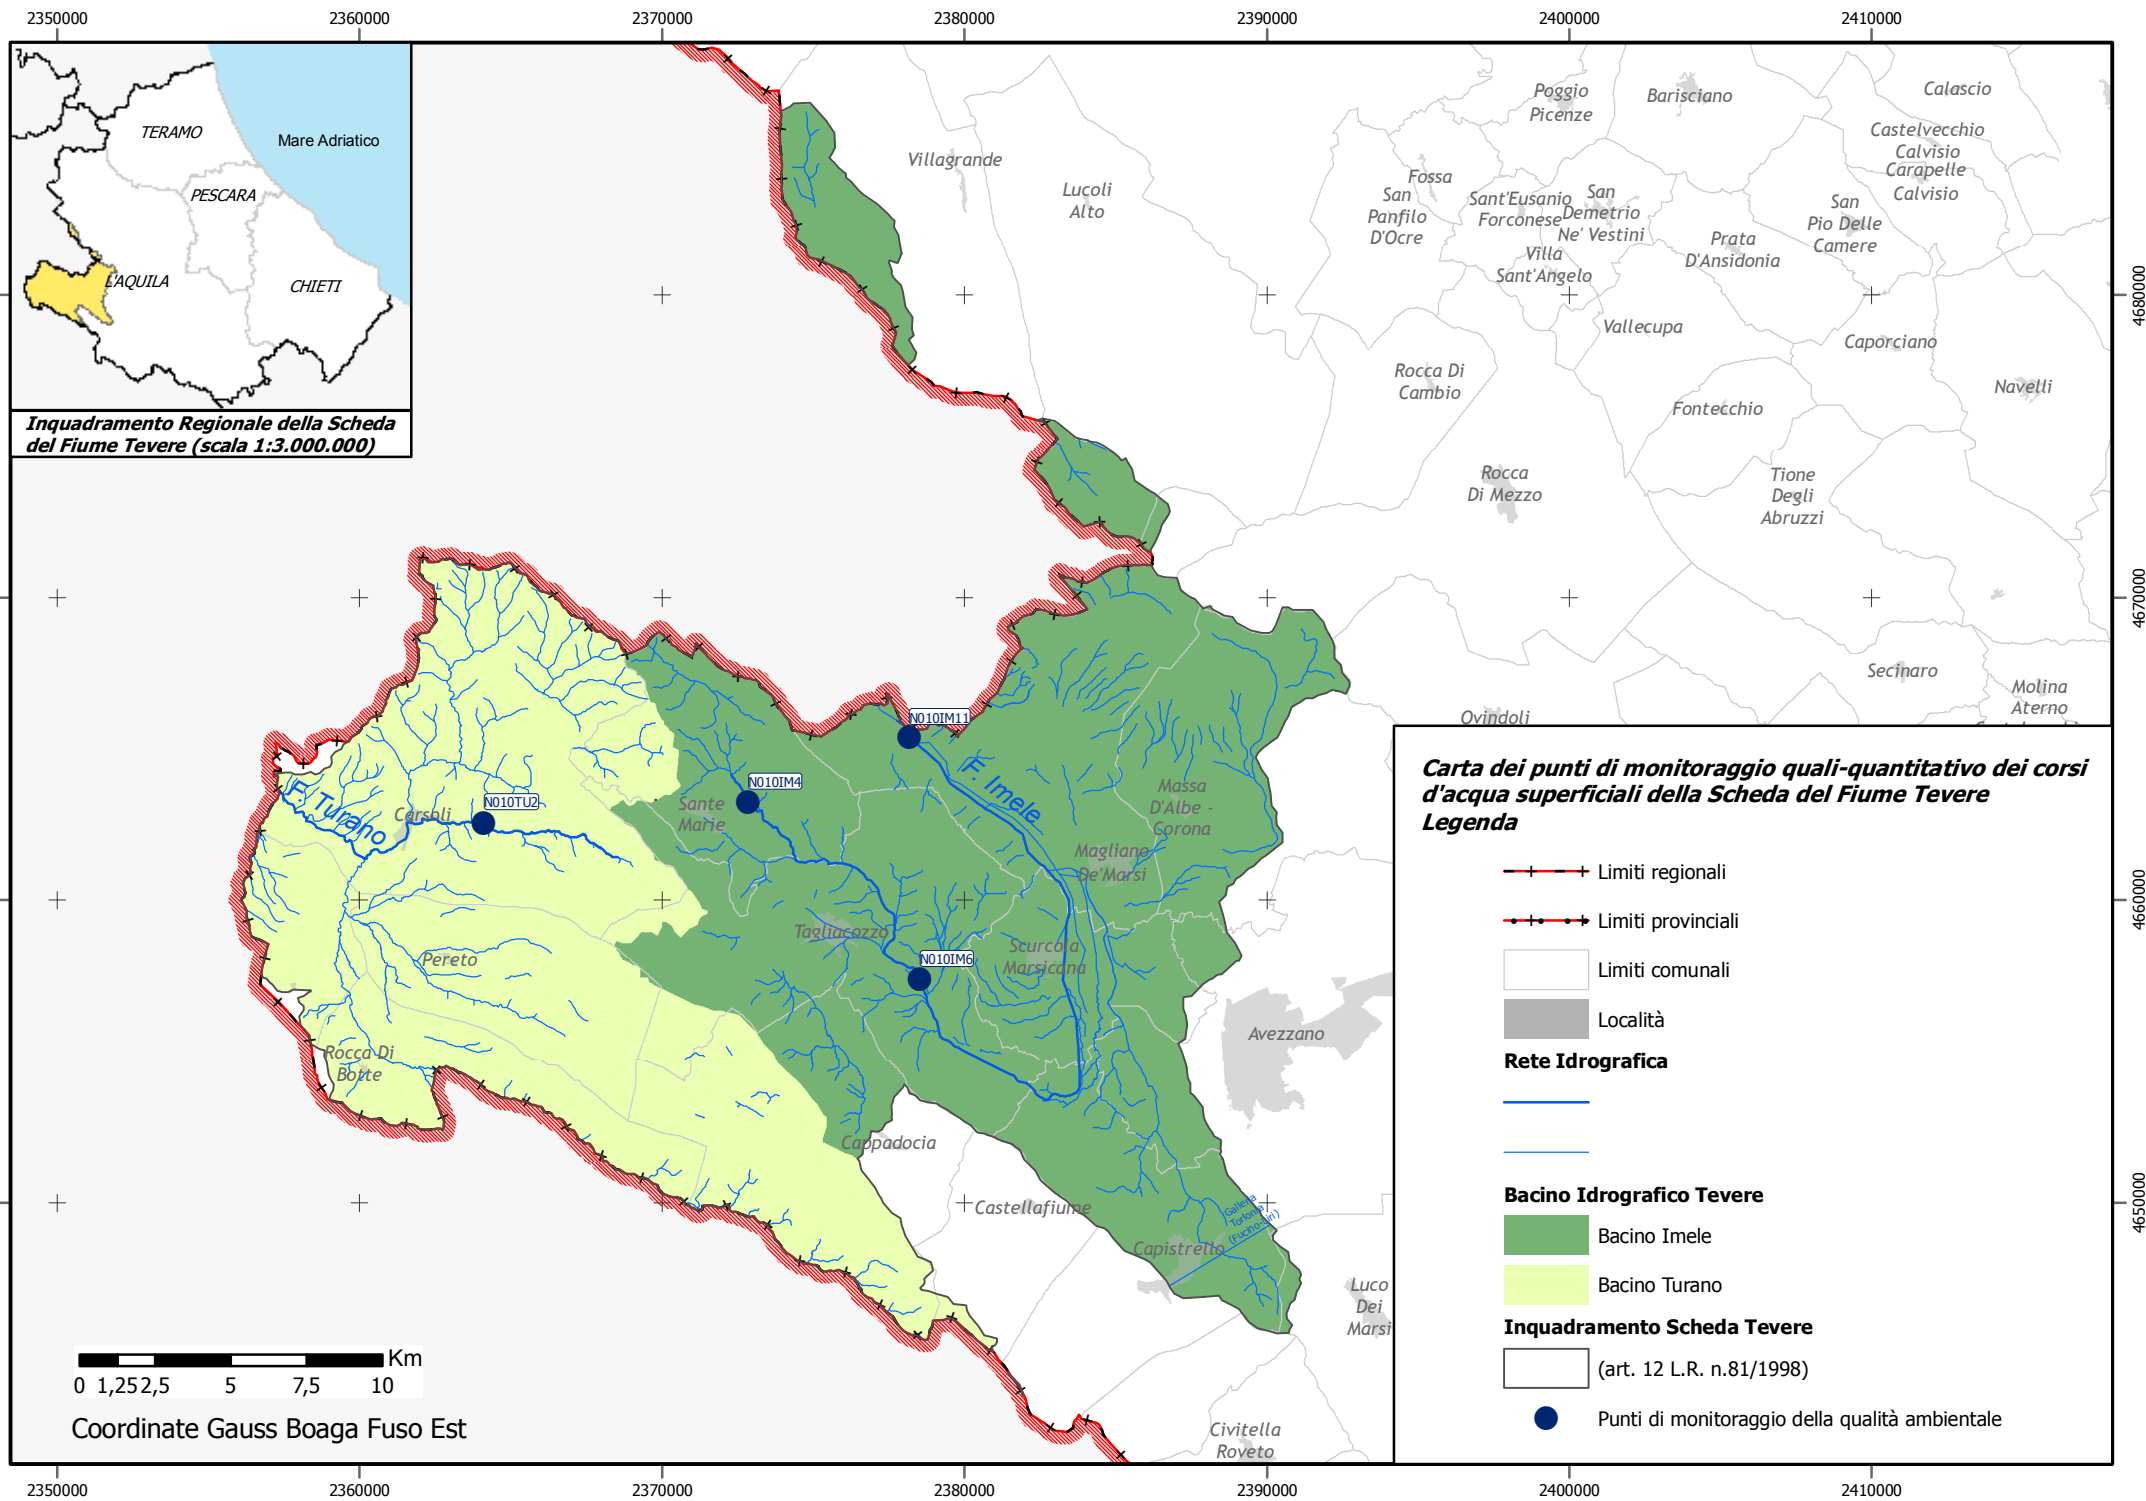 2350000
2360000
2370000
2380000
2390000
2400000
2410000
TERAMO
Mare Adriatico
PESCARA
L'AQUILA
CHIETI
Inquadramento Regionale della Scheda
del Fiume Tevere (scala 1:3.000.000)
Villagrande
Lucoli
Alto
Poggio
Picenze
Barisciano
Calascio
Castelvecchio
Calvisio
Carapelle
Calvisio
Fossa
San
Panfilo
D'Ocre
Sant'Eusanio
Forconese
San
Demetrio
Ne' Vestini
Villa
Sant'Angelo
Prata
D'Ansidonia
San
Pio Delle
Camere
4680000
Vallecupa
Caporciano
Rocca Di
Cambio
Fontecchio
Navelli
Rocca
Di Mezzo
Tione
Degli
Abruzzi
4670000
Secinaro
Molina
Aterno
Ovindoli
N010IM11
F. Imele
N010IM4
N010TU2
F. Turano
Carsoli
Sante
Marie
Massa
D'Albe -
Corona
Magliano
De'Marsi
Tagliacozzo
N010IM6
Scurcola
Marsicana
Pereto
Avezzano
Rocca Di
Botte
Cappadocia
Castellafiume
Galleria
Torlonia
(Fucino-Liri)
Capistrello
Luco
Dei
Marsi
Civitella
Roveto
4660000
4650000
Carta dei punti di monitoraggio quali-quantitativo dei corsi
d'acqua superficiali della Scheda del Fiume Tevere
Legenda
Limiti regionali
Limiti provinciali
Limiti comunali
Località
Rete Idrografica
Bacino Idrografico Tevere
Bacino Imele
Bacino Turano
Inquadramento Scheda Tevere
(art. 12 L.R. n.81/1998)
Punti di monitoraggio della qualità ambientale
Km
0 1,25 2,5 5 7,5 10
Coordinate Gauss Boaga Fuso Est
2350000
2360000
2370000
2380000
2390000
2400000
2410000